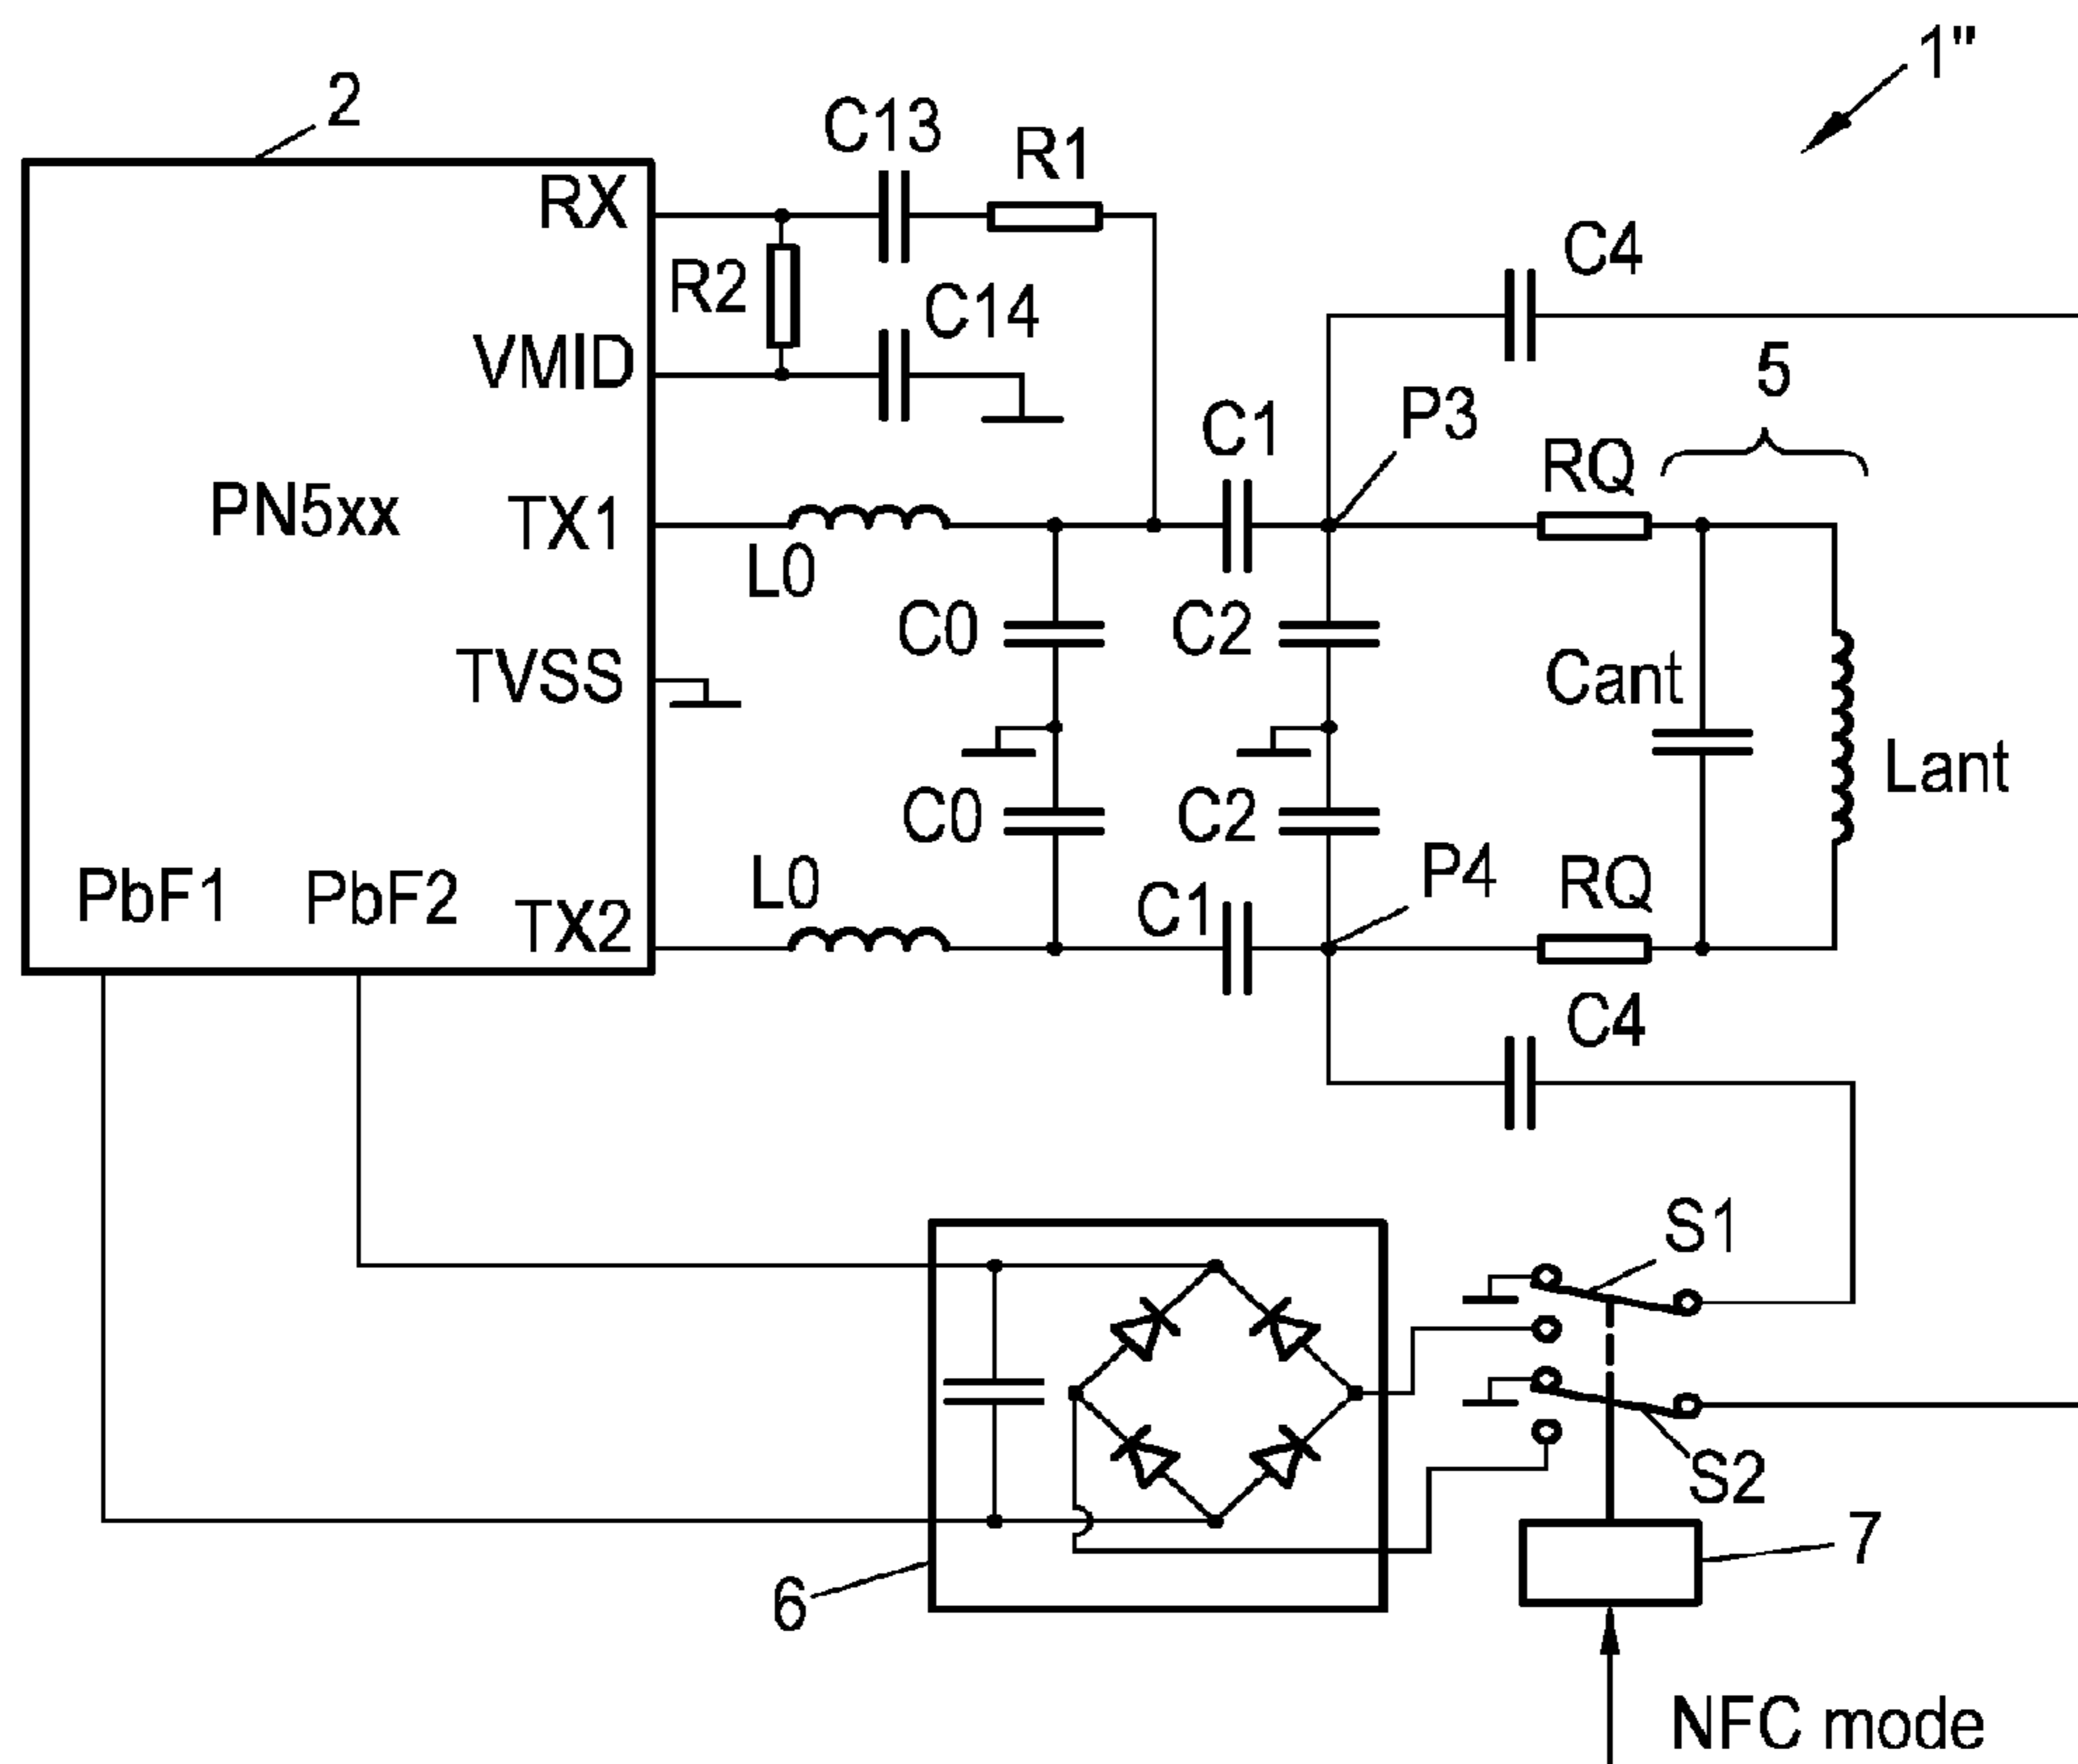 1"
2
C13
R1
RX
R2
C14
C4
VMID
5
P3
C1
RQ
PN5xx
TX1
L0
C0
C2
TVSS
Cant
Lant
C0
C2
P4
L0
C1
RQ
PbF1
PbF2
TX2
C4
S1
S2
7
6
NFC mode